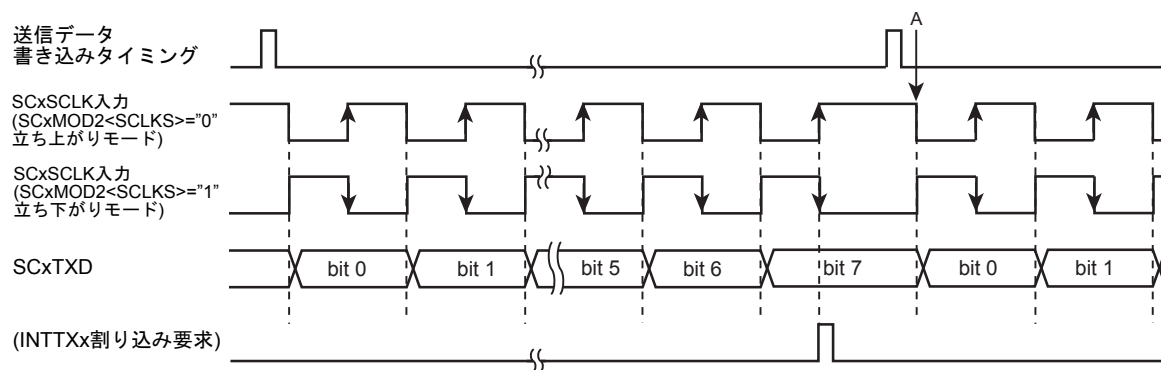 送信データ
書き込みタイミング
A
SCxSCLK入力
(SCxMOD2<SCLKS>="0"
立ち上がりモード)
SCxSCLK入力
(SCxMOD2<SCLKS>="1"
立ち下がりモード)
SCxTXD
bit 0
bit 1
bit 5
bit 6
bit 7
bit 0
bit 1
(INTTXx割り込み要求)